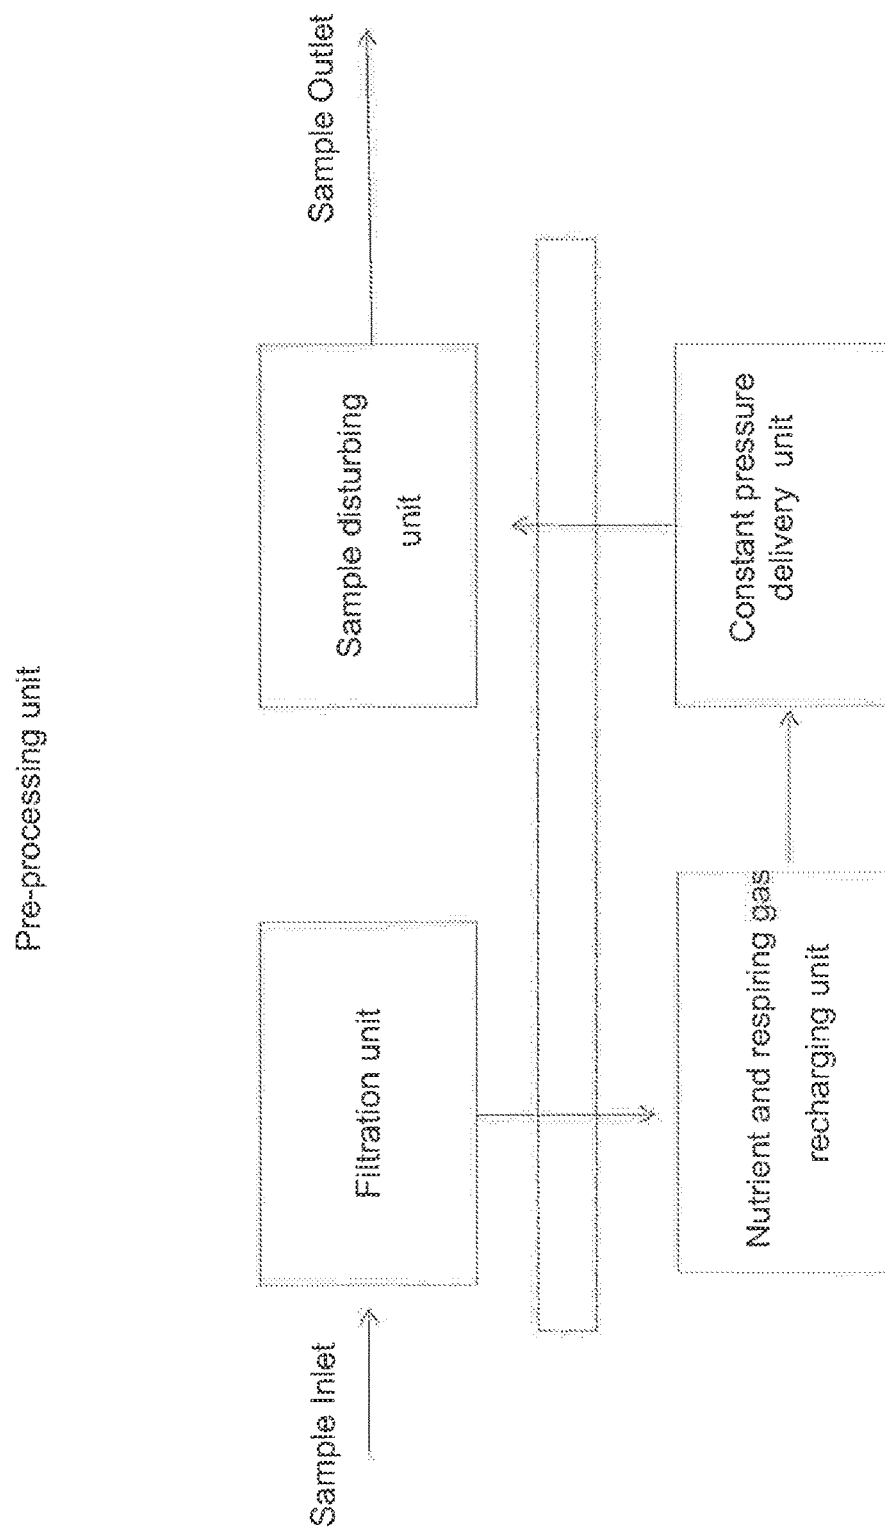 Pre-processing unit
Sample Inlet
Sample Outlet
Filtration unit
Sample disturbing
unit
Nutrient and respiring gas
recharging unit
Constant pressure
delivery unit